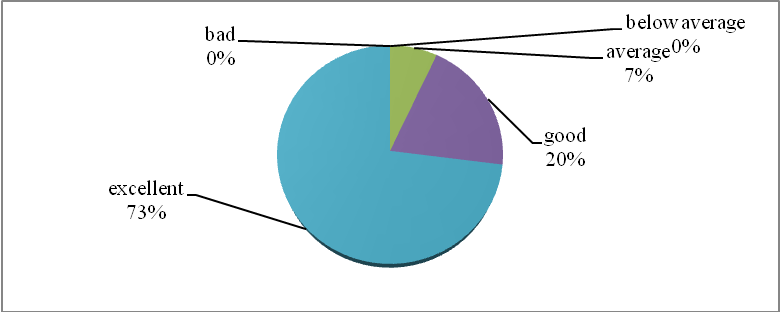 bad
0%
below average
0%
average
7%
good
20%
excellent
73%